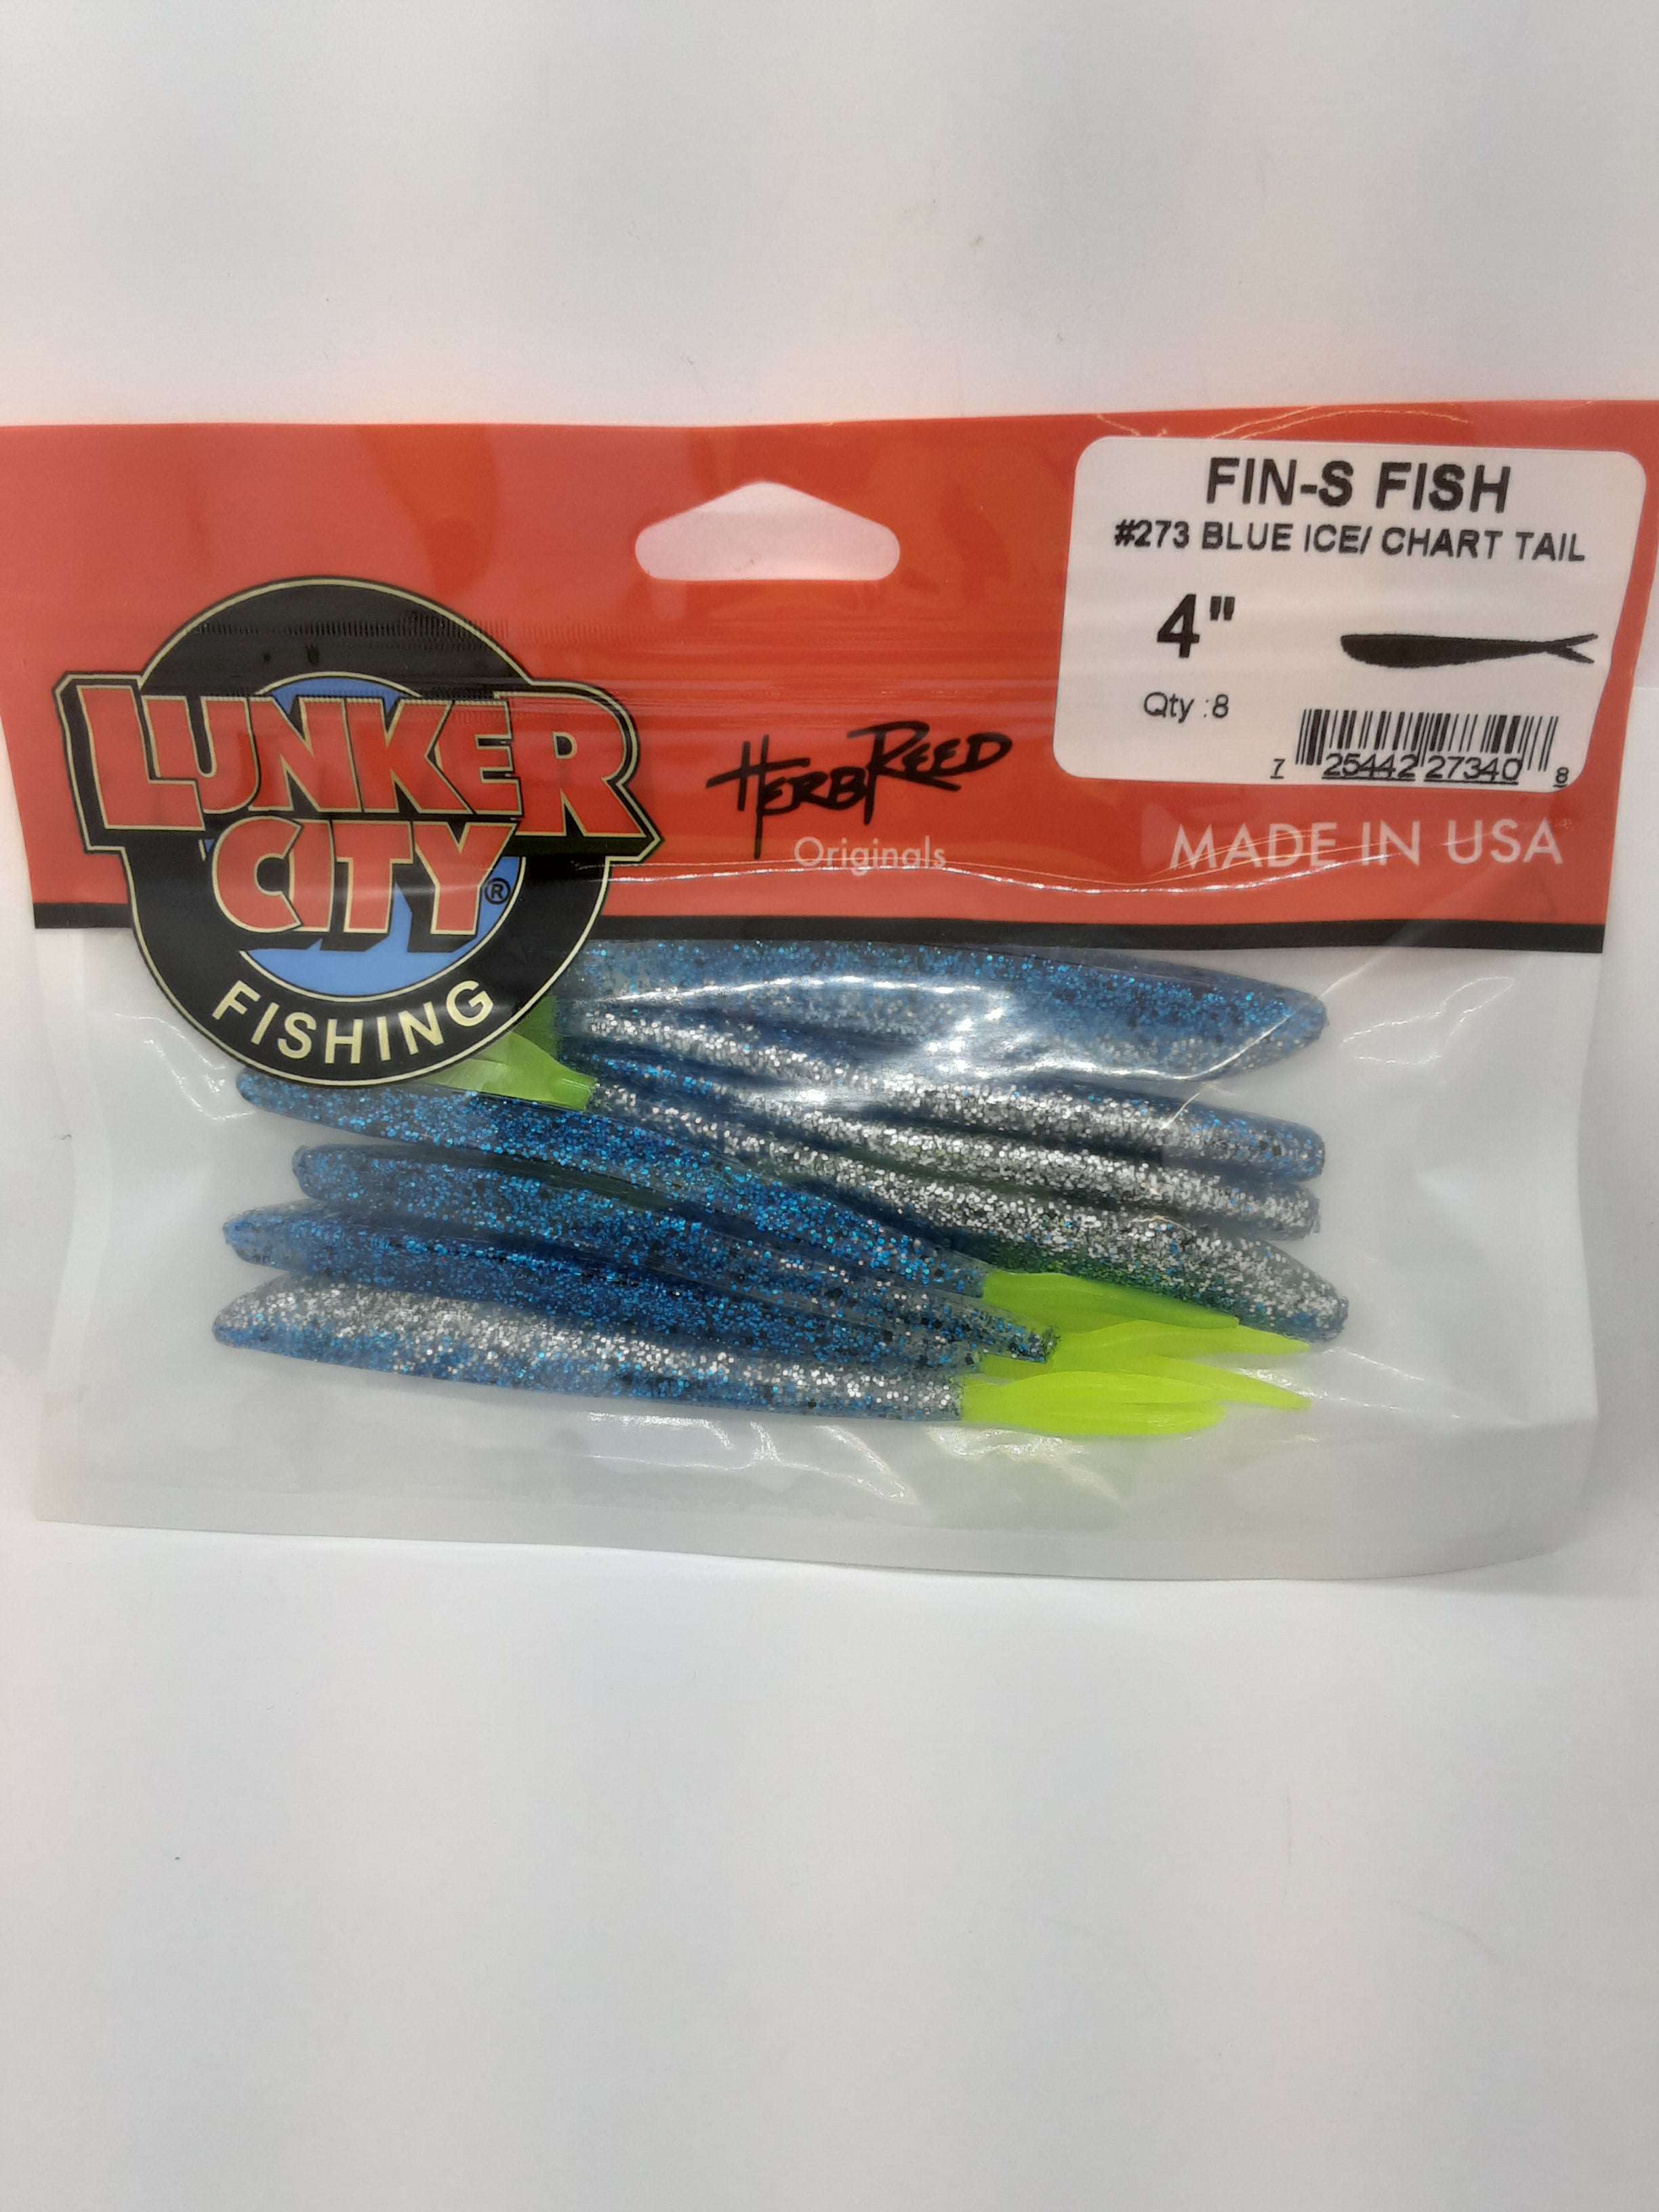 FIN-S FISH
#273 BLUE ICE/ CHART TAIL
4"
Qty :8
7 25442 27340 8
LUNKER
CITY®
FISHING
HERB REED
Originals
MADE IN USA